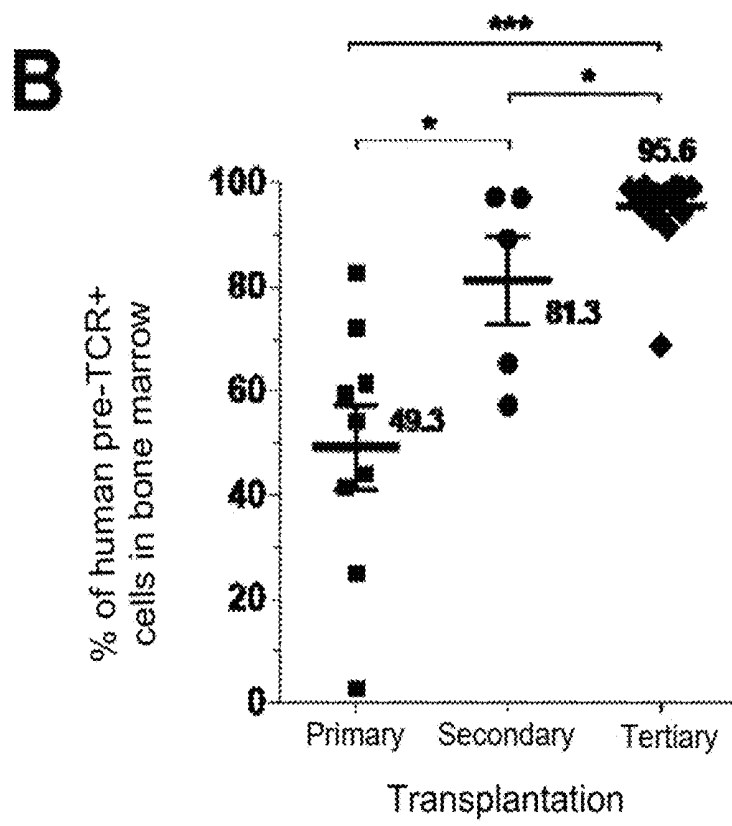 B
***
*
*
95.6
100
80
81.3
60
49.3
40
20
0
% of human pre-TCR+
cells in bone marrow
Primary Secondary Tertiary
Transplantation